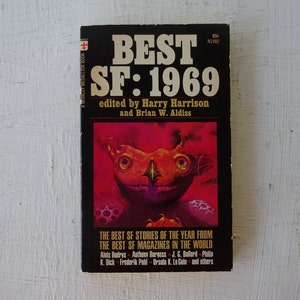 BEST
SF: 1969
edited by Harry Harrison
and Brian W. Aldiss
THE BEST SF STORIES OF THE YEAR FROM
THE BEST SF MAGAZINES IN THE WORLD
Algis Budrys · Anthony Burgess · J. G. Ballard · Philip
K. Dick · Frederik Pohl · Ursula K. Le Guin · and others